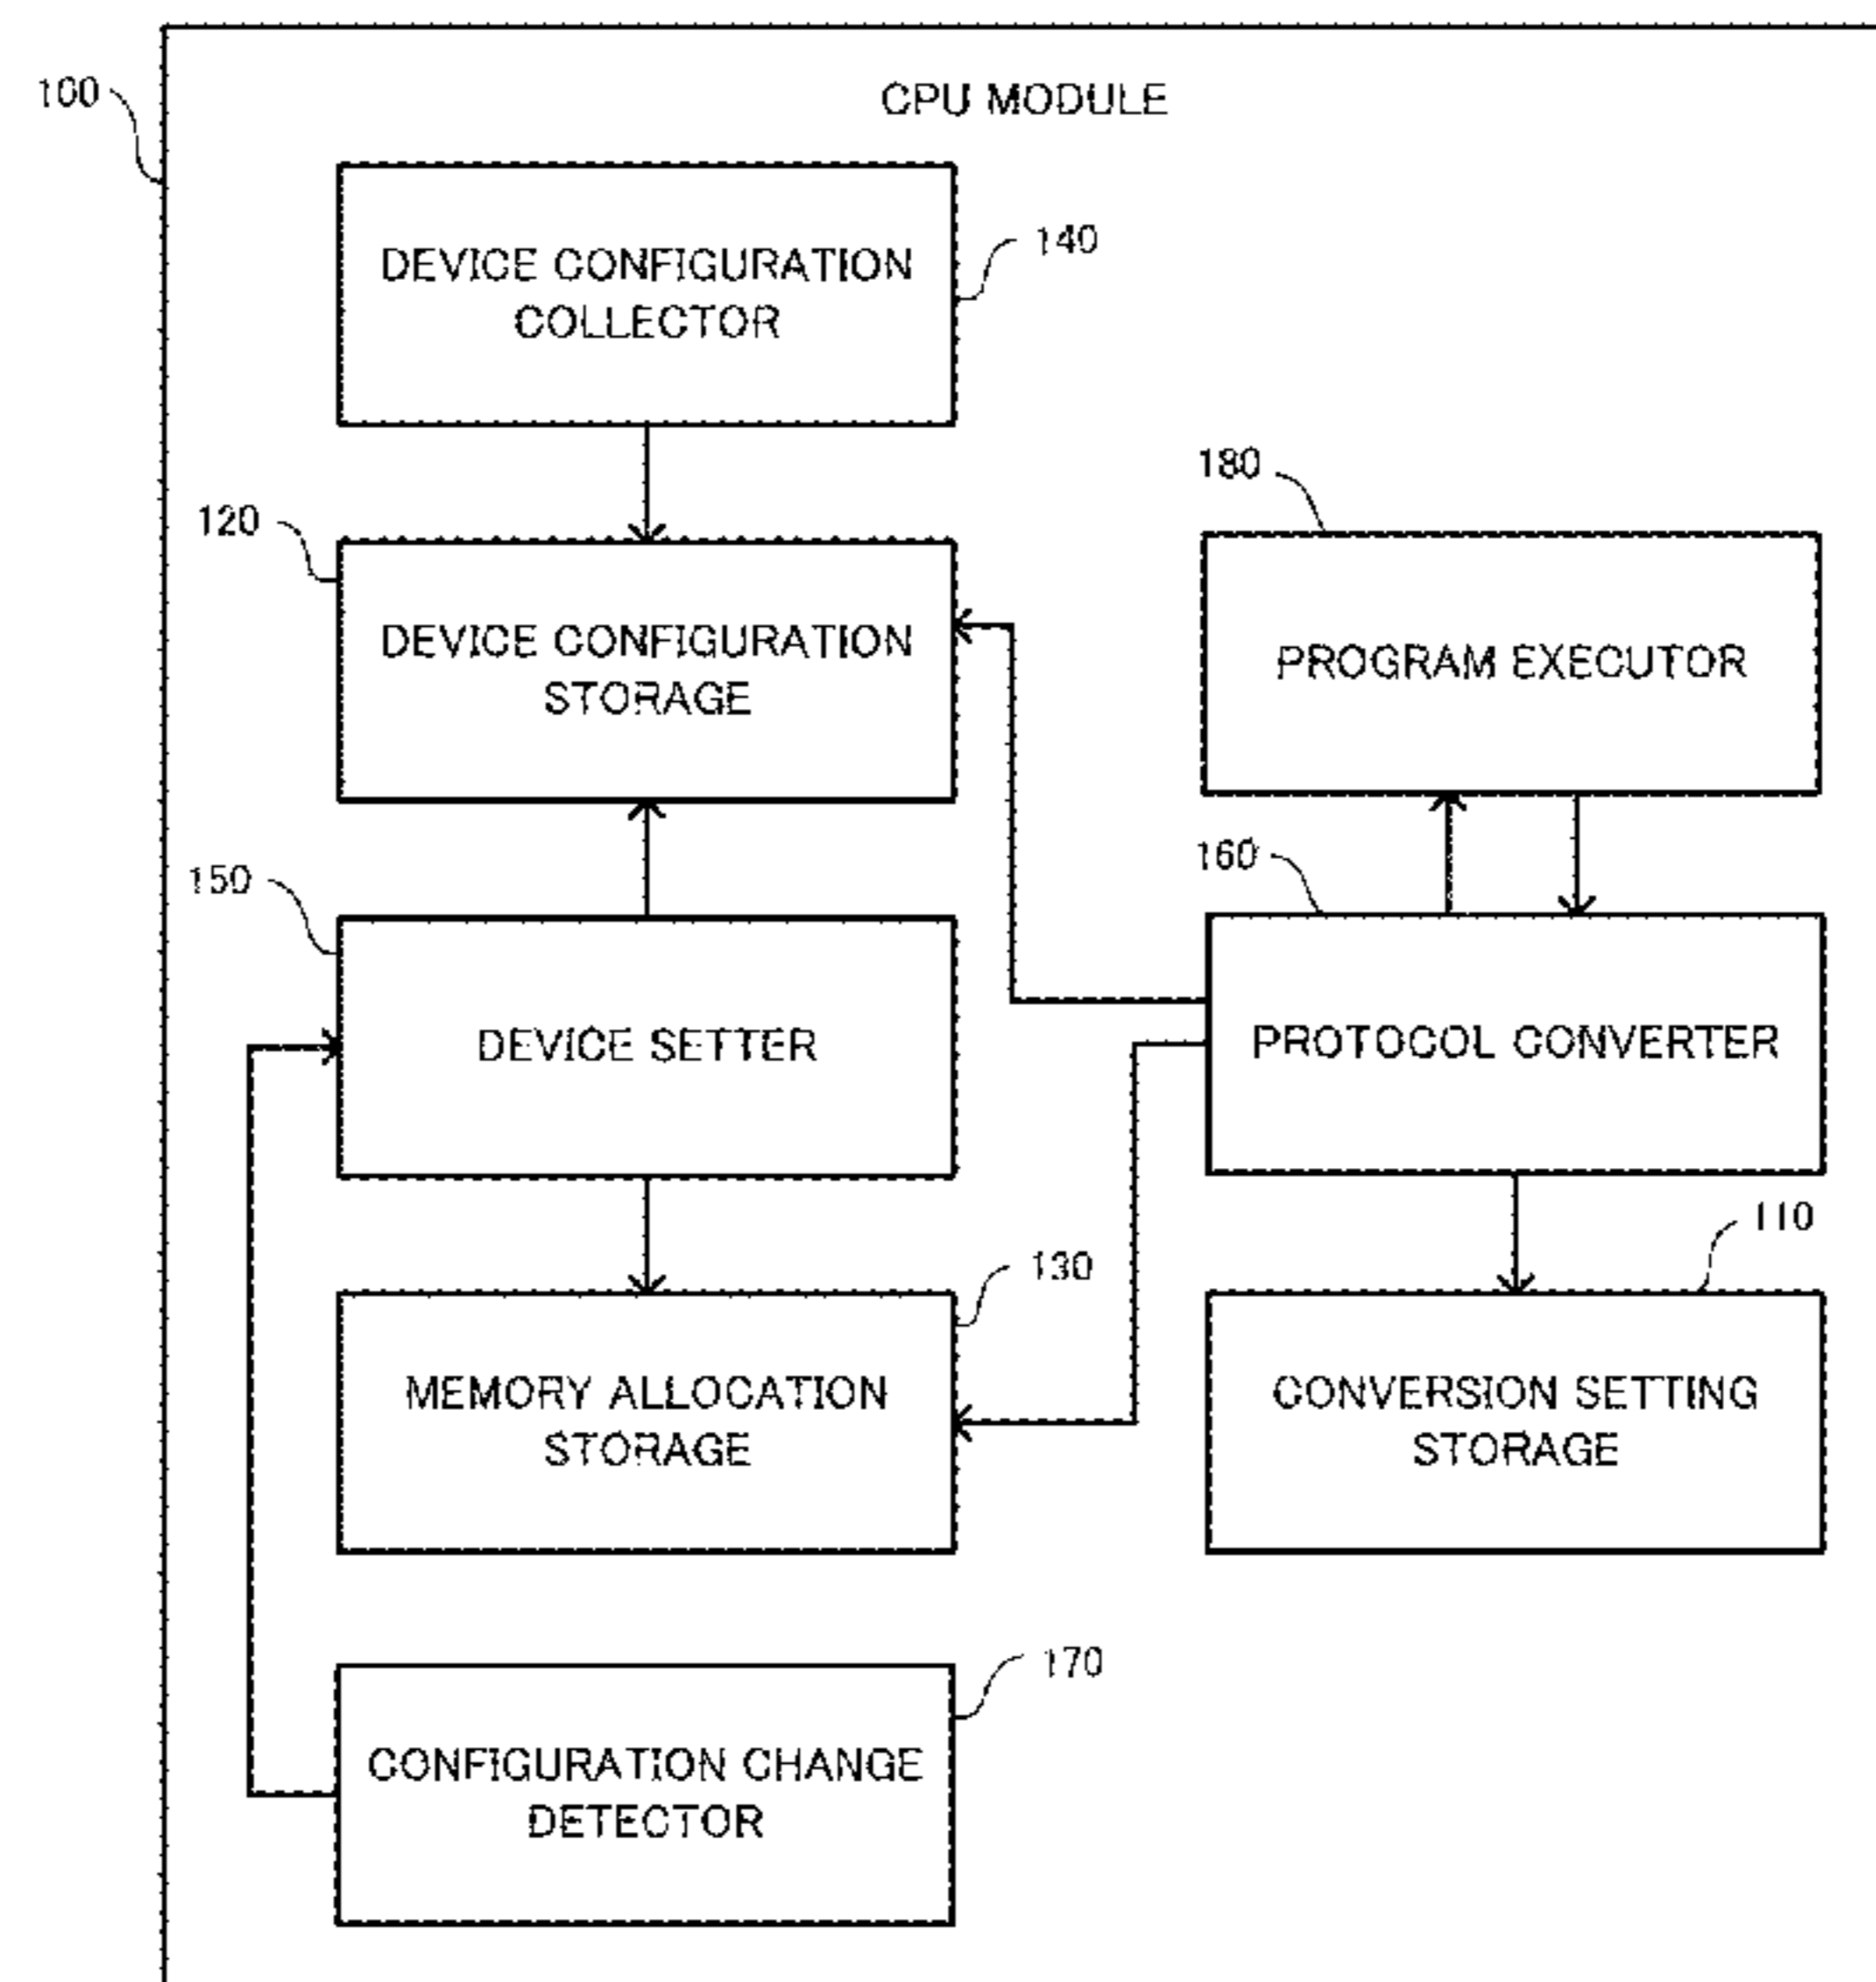 100
CPU MODULE
DEVICE CONFIGURATION
COLLECTOR
140
120
DEVICE CONFIGURATION
STORAGE
180
PROGRAM EXECUTOR
150
DEVICE SETTER
160
PROTOCOL CONVERTER
130
MEMORY ALLOCATION
STORAGE
110
CONVERSION SETTING
STORAGE
170
CONFIGURATION CHANGE
DETECTOR